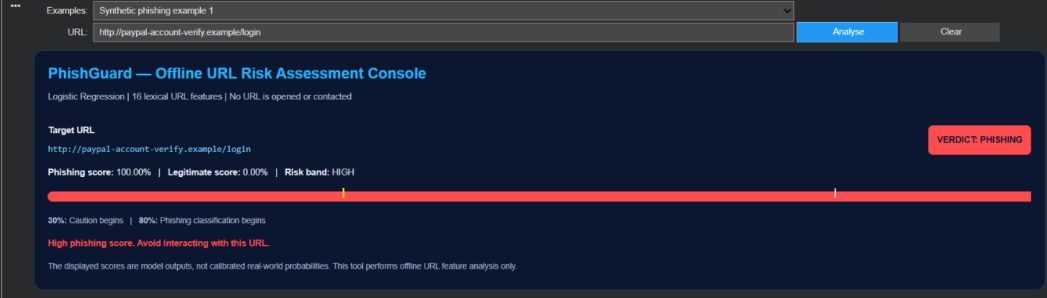 Examples: Synthetic phishing example 1
URL: http://paypal-account-verify.example/login Analyse Clear
PhishGuard — Offline URL Risk Assessment Console
Logistic Regression | 16 lexical URL features | No URL is opened or contacted
Target URL
http://paypal-account-verify.example/login
VERDICT: PHISHING
Phishing score: 100.00% | Legitimate score: 0.00% | Risk band: HIGH
30%: Caution begins | 80%: Phishing classification begins
High phishing score. Avoid interacting with this URL.
The displayed scores are model outputs, not calibrated real-world probabilities. This tool performs offline URL feature analysis only.